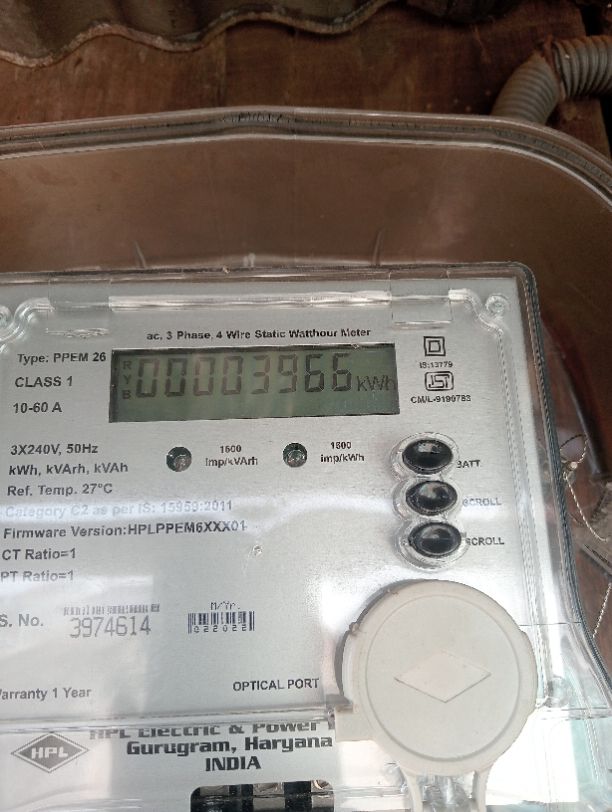 ac, 3 Phase, 4 Wire Static Watthour Meter
Type: PPEM 26
CLASS 1
10-60 A
R
Y
B
00003966 kWh
IS:13779
ISI
CM/L-9190783
3X240V, 50Hz
kWh, kVArh, kVAh
Ref. Temp. 27°C
1600
imp/kVArh
1600
imp/kWh
BATT.
SCROLL
SCROLL
Category C2 as per IS: 15959:2011
Firmware Version:HPLPPEM6XXX01
CT Ratio=1
PT Ratio=1
S. No.
3974614
M/Yr.
022022
Warranty 1 Year
OPTICAL PORT
HPL
HPL Electric & Power
Gurugram, Haryana
INDIA